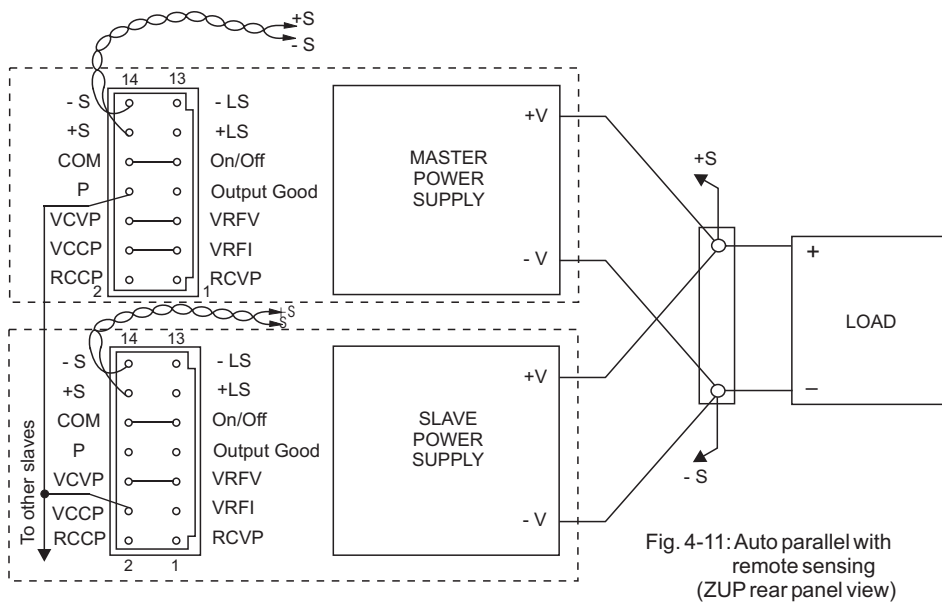 +S
- S
14 13
- S - LS
+S +LS
COM On/Off
P Output Good
VCVP VRFV
VCCP VRFI
RCCP RCVP
2 1
MASTER
POWER
SUPPLY
+V
- V
+S
- S
+
–
LOAD
+S
-S
14 13
- S - LS
+S +LS
COM On/Off
P Output Good
VCVP VRFV
VCCP VRFI
RCCP RCVP
2 1
To other slaves
SLAVE
POWER
SUPPLY
+V
- V
Fig. 4-11: Auto parallel with
remote sensing
(ZUP rear panel view)